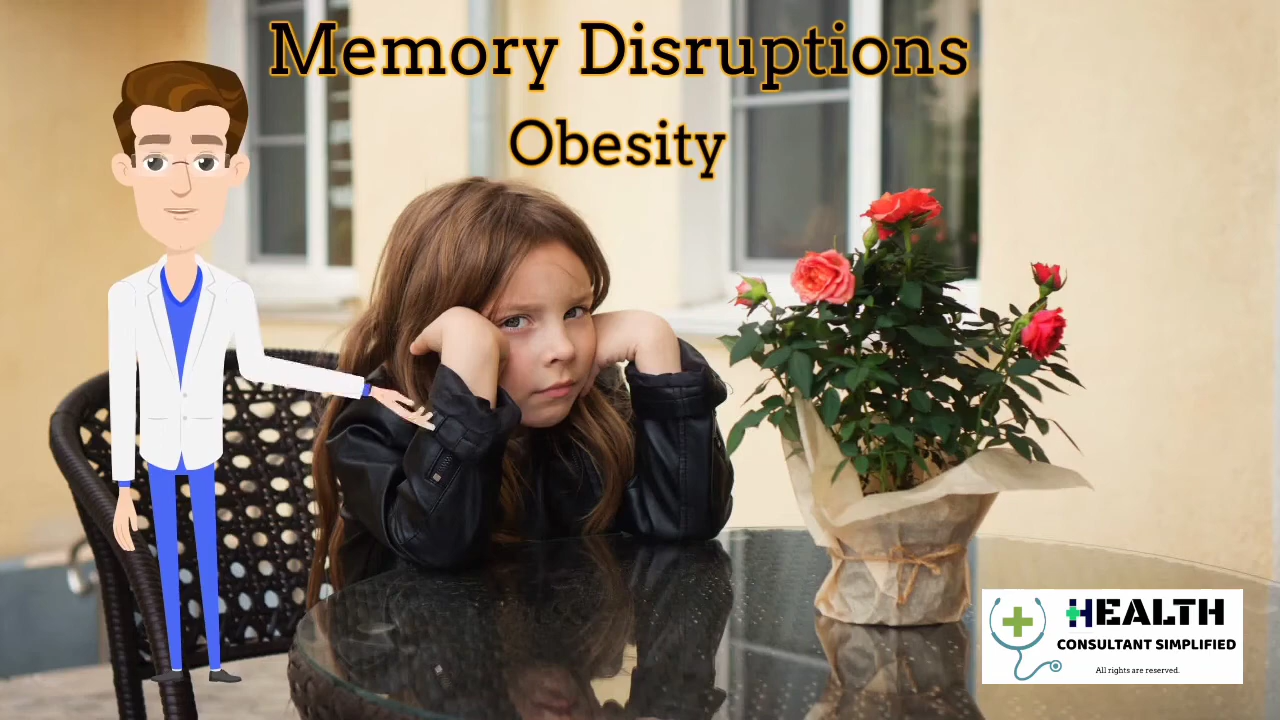 Memory Disruptions
Obesity
HEALTH
CONSULTANT SIMPLIFIED
All rights are reserved.